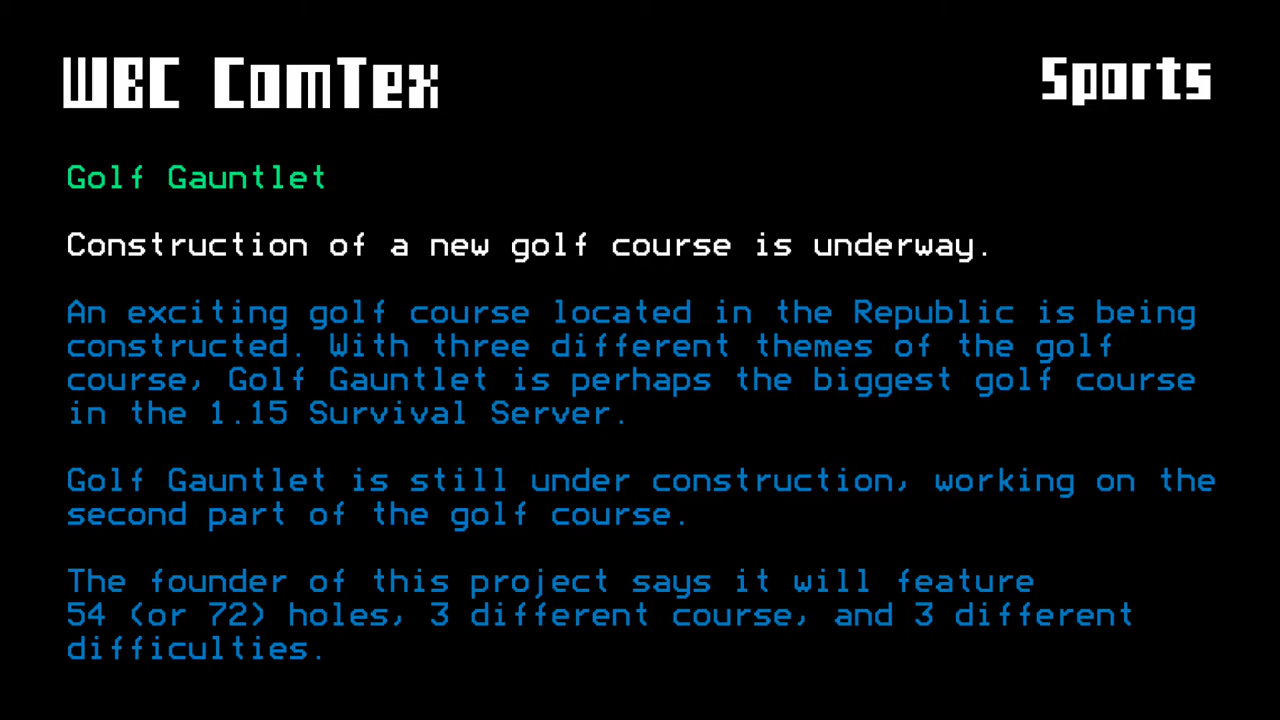 WBC ComTex
Sports
Golf Gauntlet
Construction of a new golf course is underway.
An exciting golf course located in the Republic is being
constructed. With three different themes of the golf
course, Golf Gauntlet is perhaps the biggest golf course
in the 1.15 Survival Server.
Golf Gauntlet is still under construction, working on the
second part of the golf course.
The founder of this project says it will feature
54 (or 72) holes, 3 different course, and 3 different
difficulties.